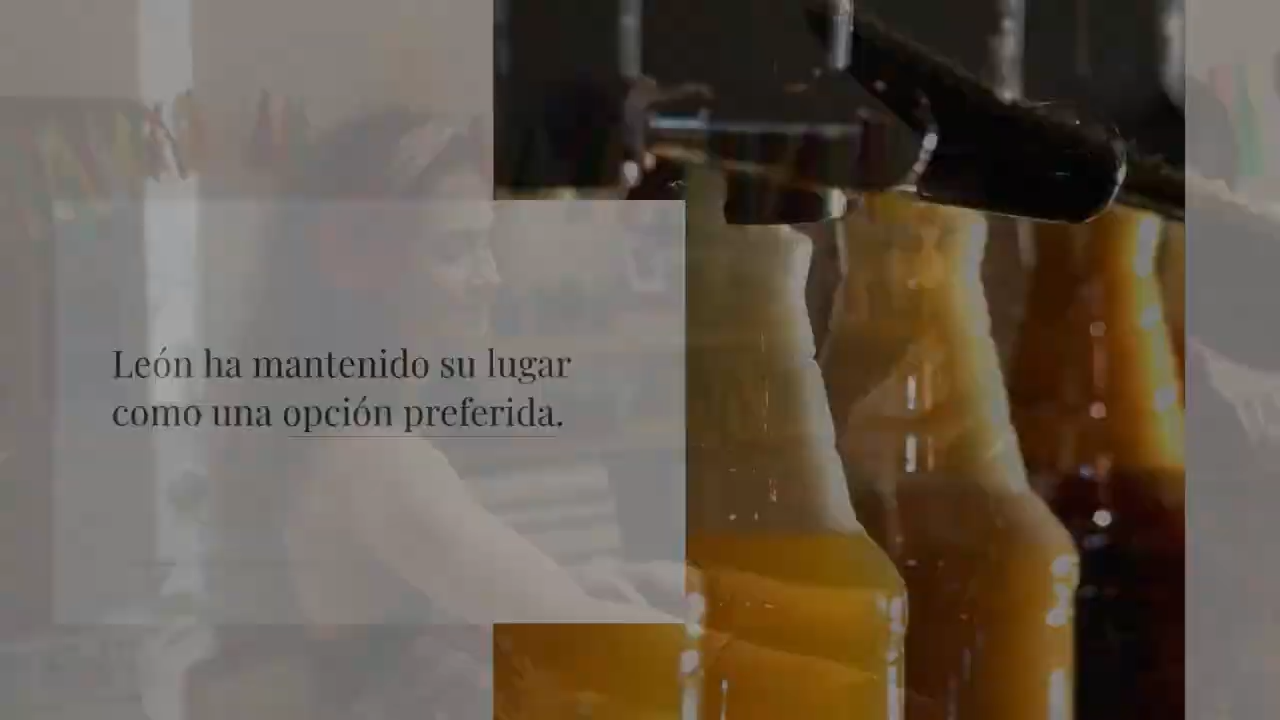 León ha mantenido su lugar
como una opción preferida.